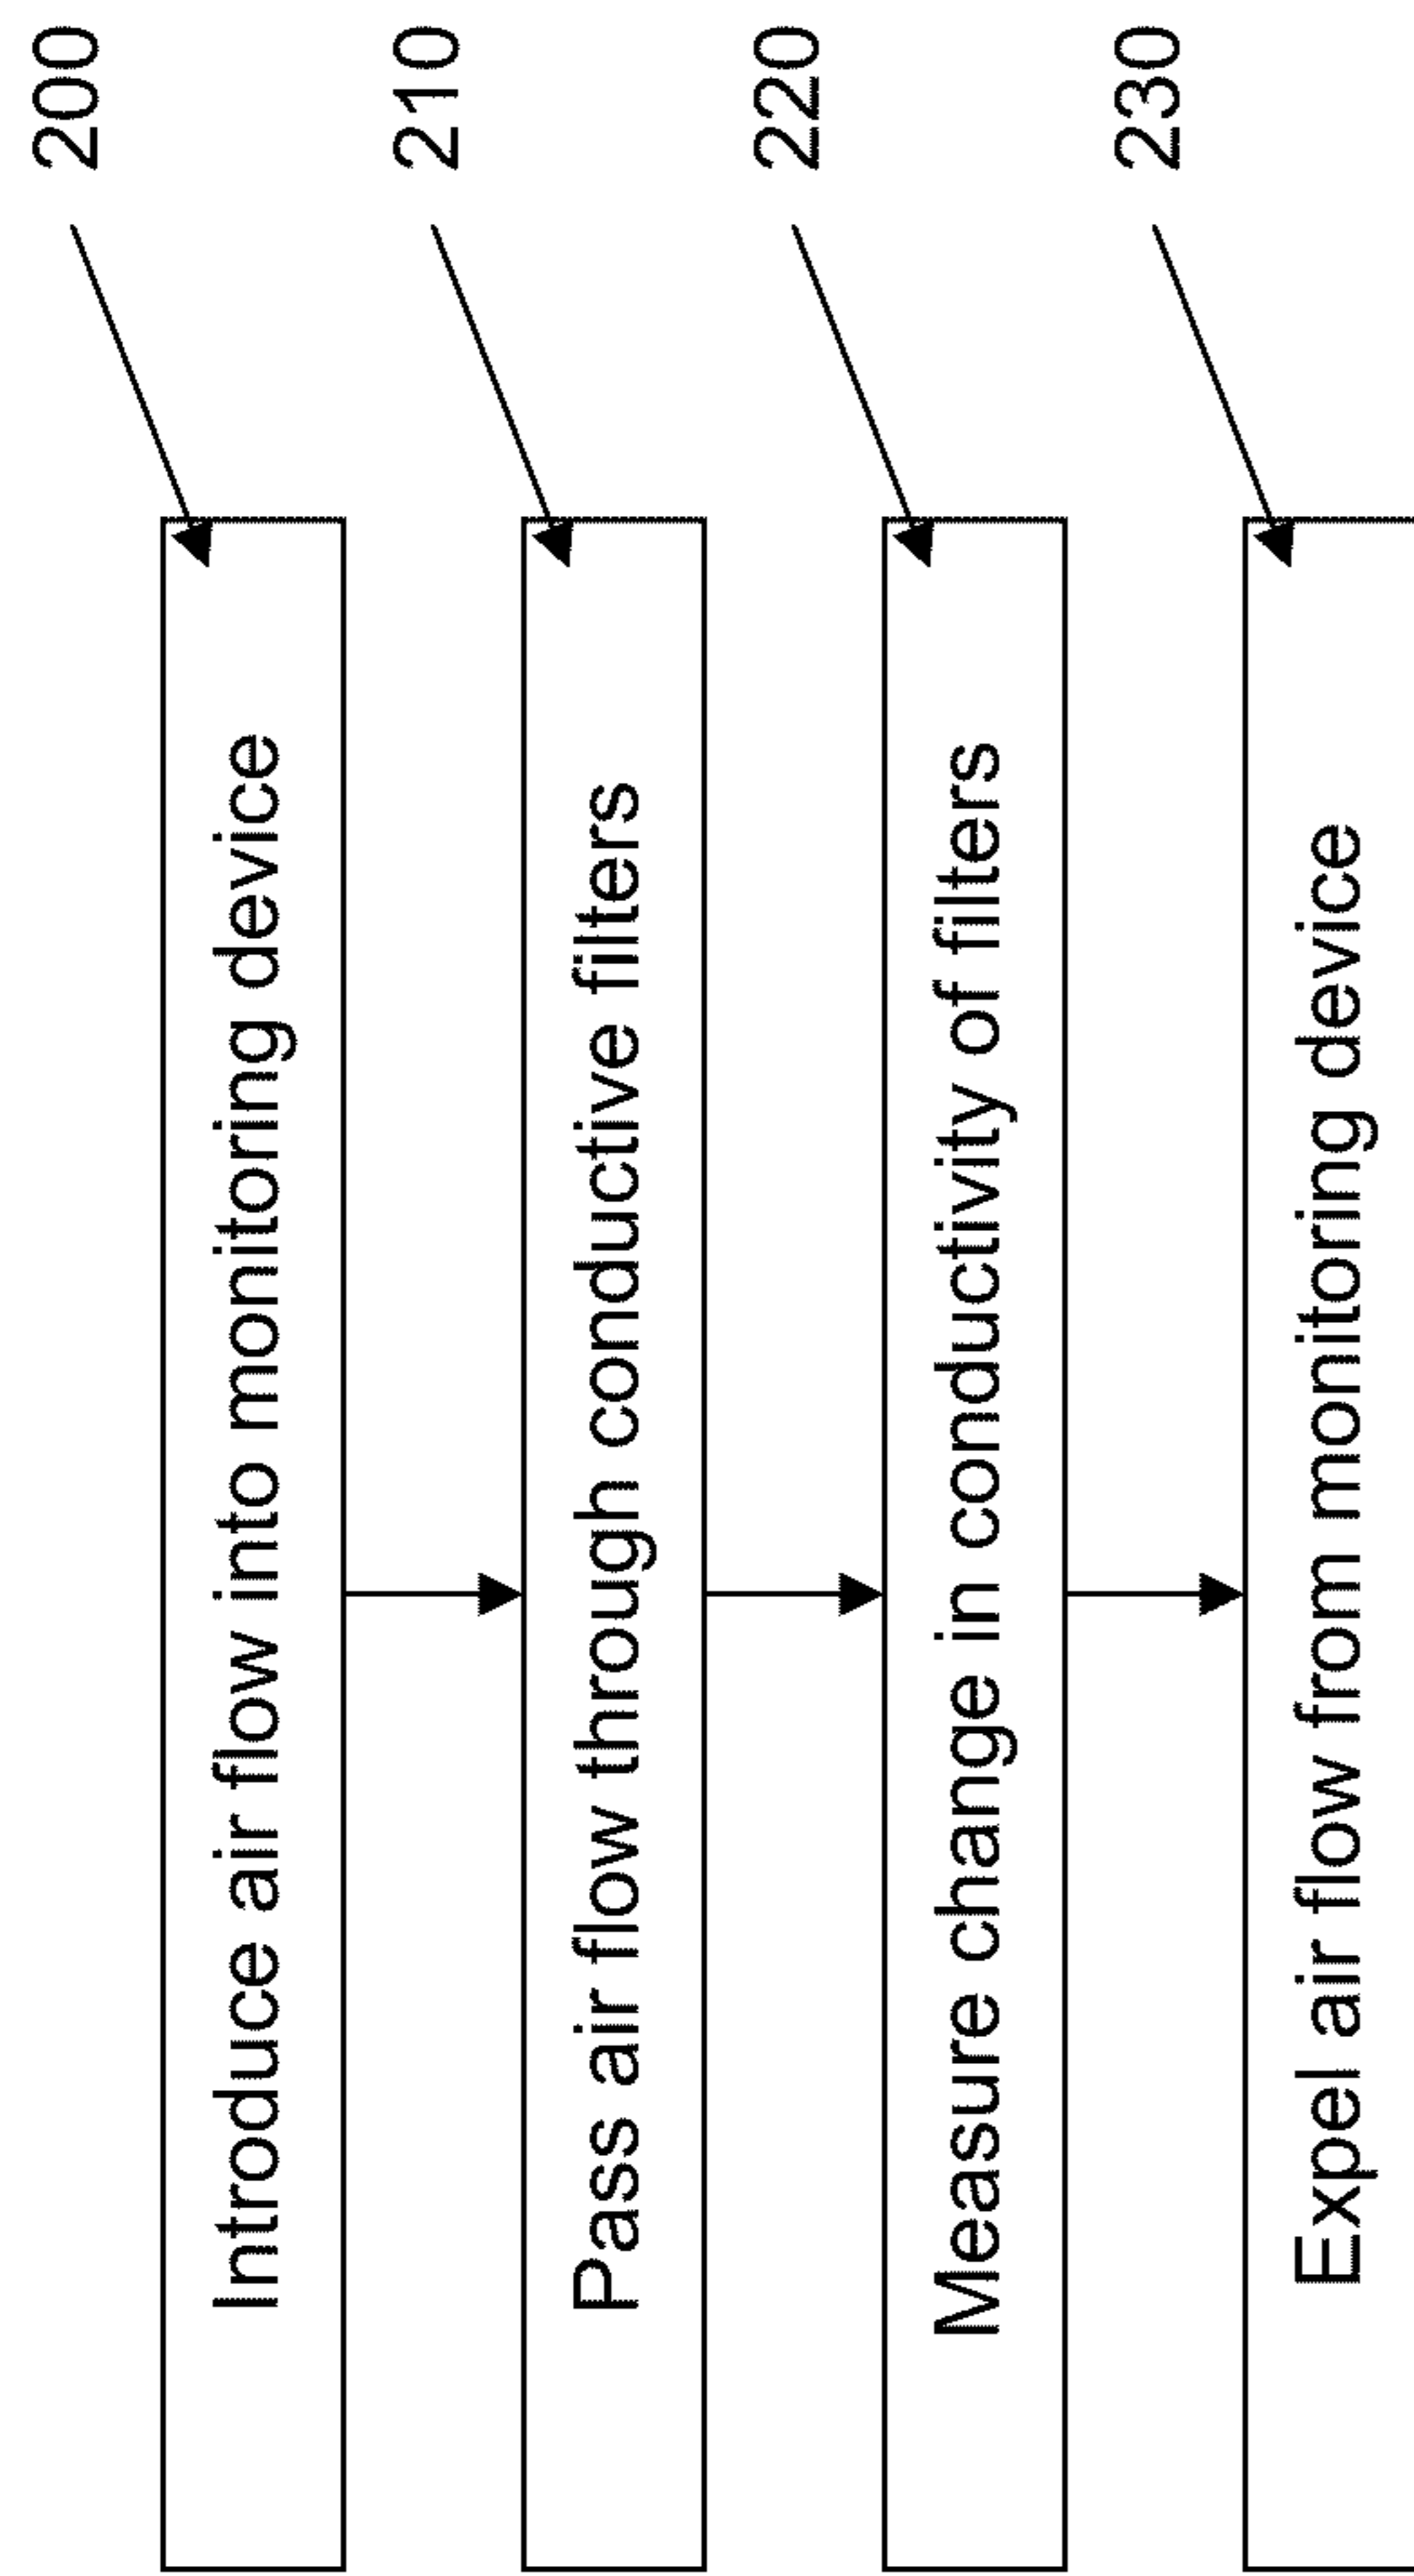 200
Introduce air flow into monitoring device
210
Pass air flow through conductive filters
220
Measure change in conductivity of filters
230
Expel air flow from monitoring device